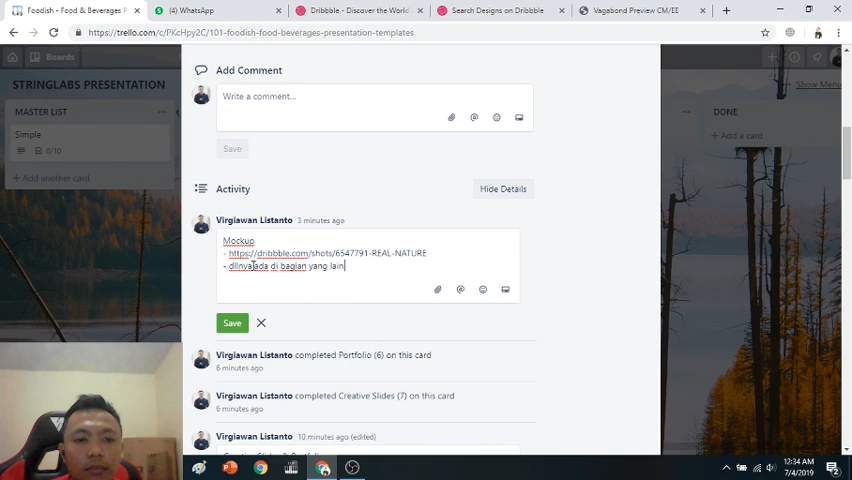 Foodish - Food & Beverages P
(4) WhatsApp
Dribbble - Discover the World'
Search Designs on Dribbble
Vagabond Preview CM/EE
https://trello.com/c/PKcHpy2C/101-foodish-food-beverages-presentation-templates
Boards
STRINGLABS PRESENTATION
Show Menu
MASTER LIST
DONE
Simple
0/10
+ Add another card
+ Add a card
Add Comment
Write a comment…
Save
Activity
Hide Details
Virgiawan Listanto 3 minutes ago
Mockup
- https://dribbble.com/shots/6547791-REAL-NATURE
- dllnya ada di bagian yang lain
Save
Virgiawan Listanto completed Portfolio (6) on this card
6 minutes ago
Virgiawan Listanto completed Creative Slides (7) on this card
6 minutes ago
Virgiawan Listanto 10 minutes ago (edited)
12:34 AM
7/4/2019
2